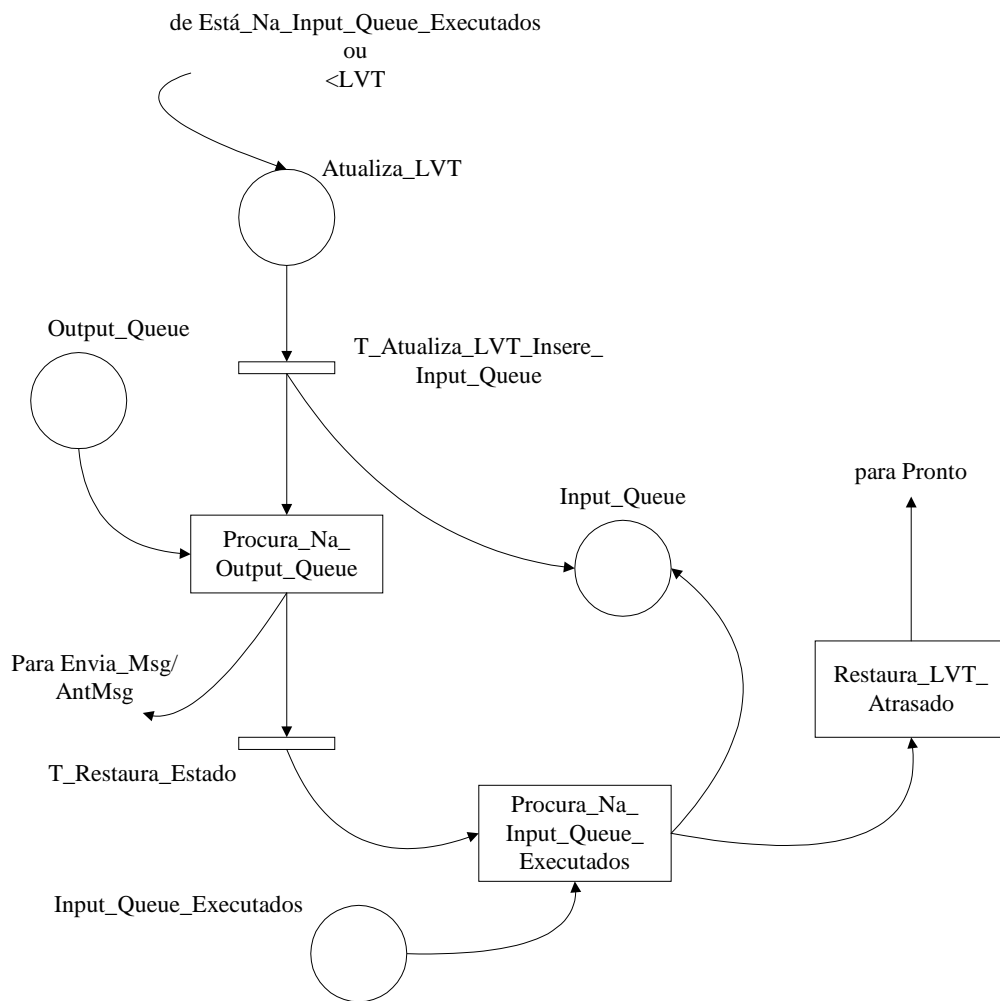 de Está_Na_Input_Queue_Executados
ou
<LVT
Atualiza_LVT
Output_Queue
T_Atualiza_LVT_Insere_
Input_Queue
para Pronto
Input_Queue
Procura_Na_
Output_Queue
Para Envia_Msg/
AntMsg
Restaura_LVT_
Atrasado
T_Restaura_Estado
Procura_Na_
Input_Queue_
Executados
Input_Queue_Executados